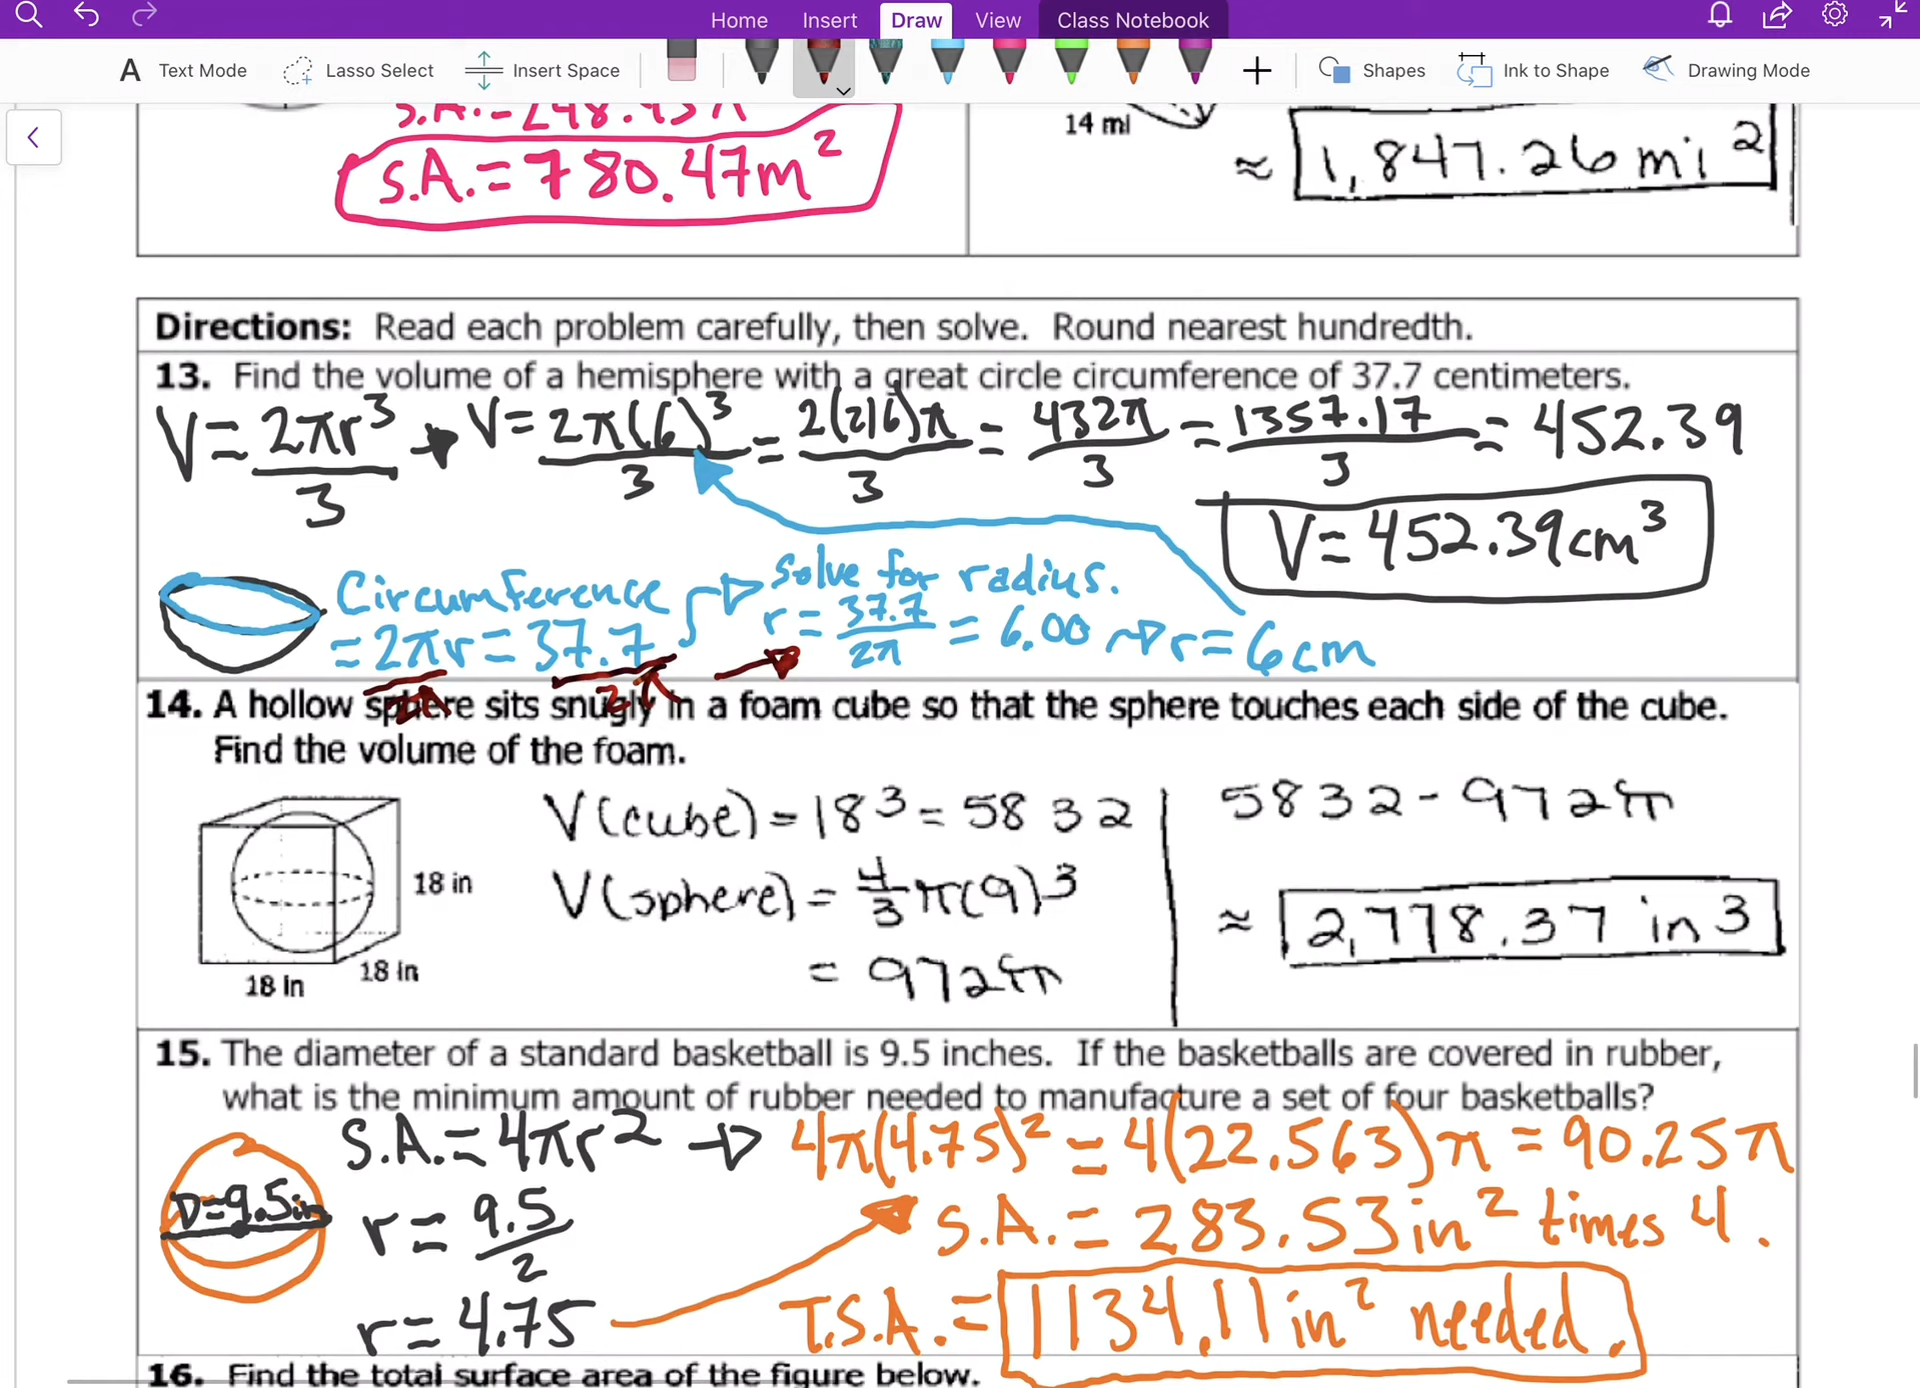 Home Insert Draw View Class Notebook
Text Mode Lasso Select Insert Space Shapes Ink to Shape Drawing Mode
S.A.=248.43π
S.A.=780.47m²
14 mi
≈ 1,847.26 mi²
Directions: Read each problem carefully, then solve. Round nearest hundredth.
13. Find the volume of a hemisphere with a great circle circumference of 37.7 centimeters.
V=2πr³/3 → V=2π(6)³/3=2(216)π/3=432π/3=1357.17/3=452.39
V=452.39cm³
Circumference
=2πr=37.7
Solve for radius.
r=37.7/2π=6.00→r=6cm
2π 2π
14. A hollow sphere sits snugly in a foam cube so that the sphere touches each side of the cube.
Find the volume of the foam.
18 in
18 in
18 in
V(cube)=18³=5832
V(sphere)=4/3π(9)³
=972π
5832-972π
≈ 2,778.37 in3
15. The diameter of a standard basketball is 9.5 inches. If the basketballs are covered in rubber,
what is the minimum amount of rubber needed to manufacture a set of four basketballs?
D=9.5in
S.A.=4πr² → 4π(4.75)²=4(22.563)π=90.25π
r=9.5/2
S.A.=283.53in² times 4.
r=4.75
T.S.A.=1134.11in² needed.
16. Find the total surface area of the figure below.